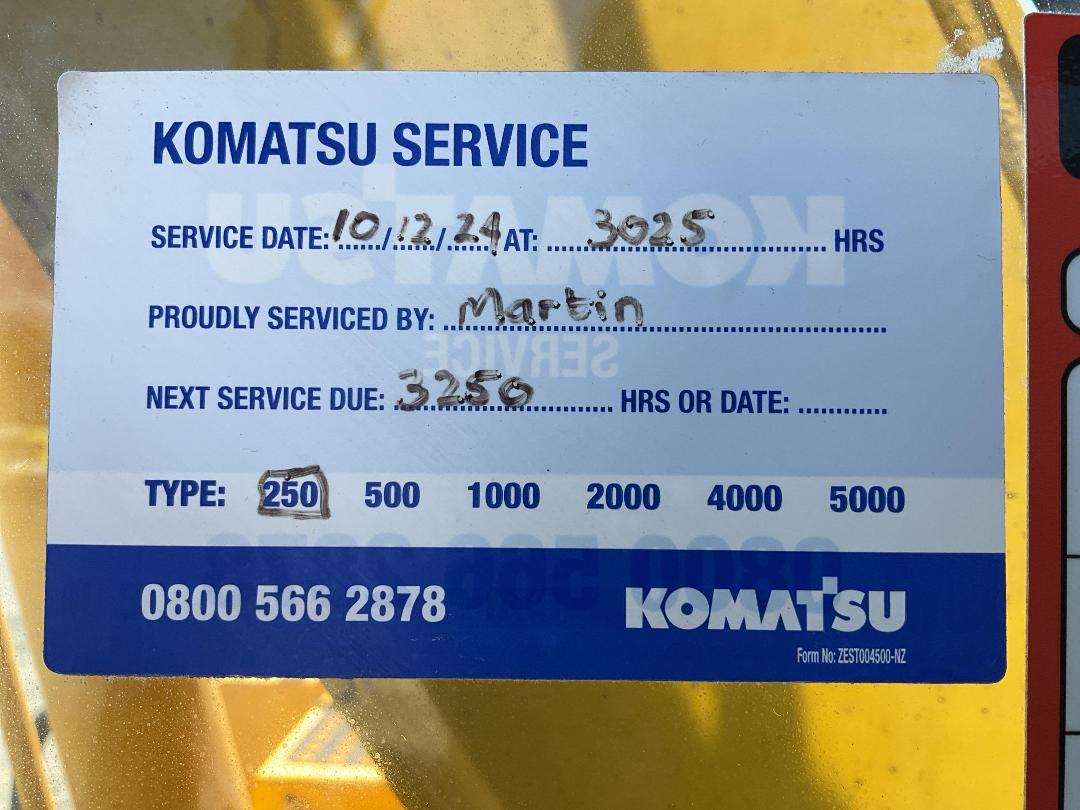 KOMATSU SERVICE
SERVICE DATE: 10/12/24 AT: 3025 HRS
PROUDLY SERVICED BY: Martin
NEXT SERVICE DUE: 3250 HRS OR DATE: ............
TYPE: 250 500 1000 2000 4000 5000
0800 566 2878 KOMATSU
Form No: ZEST004500-NZ